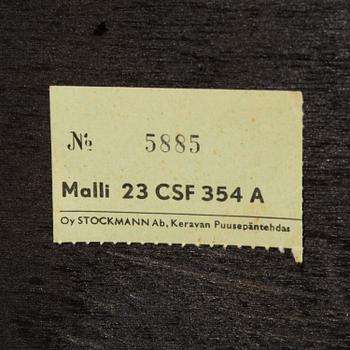 № 5885
Malli 23 CSF 354 A
Oy STOCKMANN Ab, Keravan Puusepäntehdas